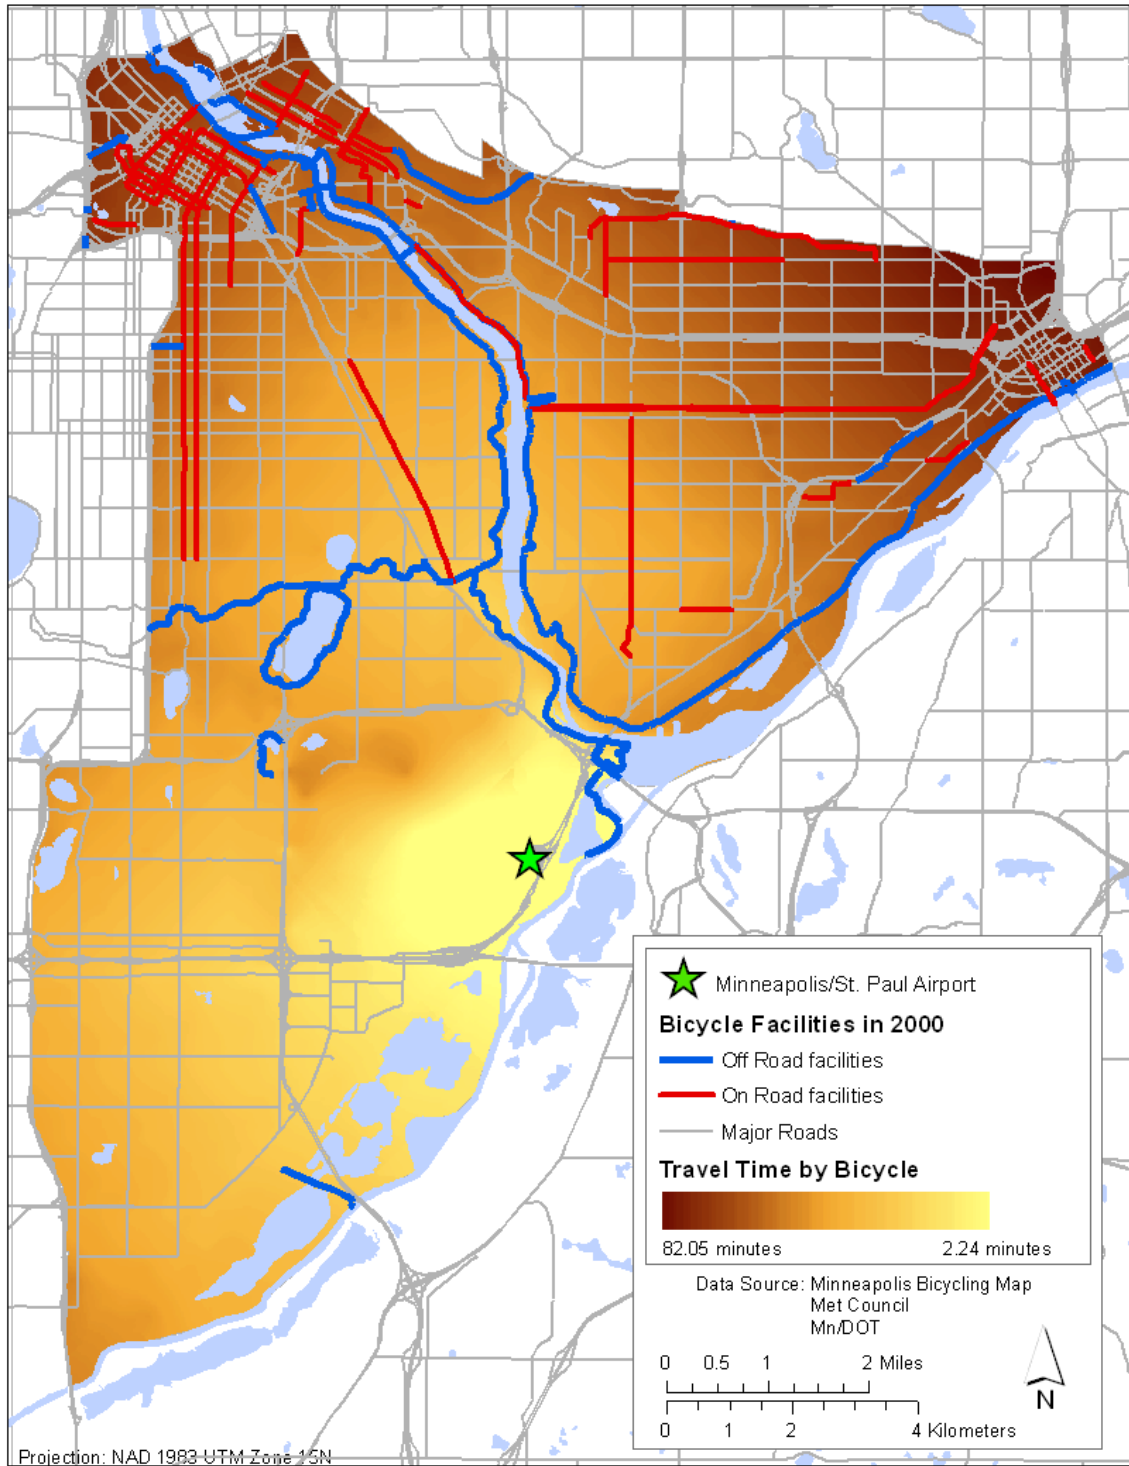 Minneapolis/St. Paul Airport
Bicycle Facilities in 2000
Off Road facilities
On Road facilities
Major Roads
Travel Time by Bicycle
82.05 minutes 2.24 minutes
Data Source: Minneapolis Bicycling Map
Met Council
Mn/DOT
0 0.5 1 2 Miles
0 1 2 4 Kilometers
N
Projection: NAD 1983 UTM Zone 15N